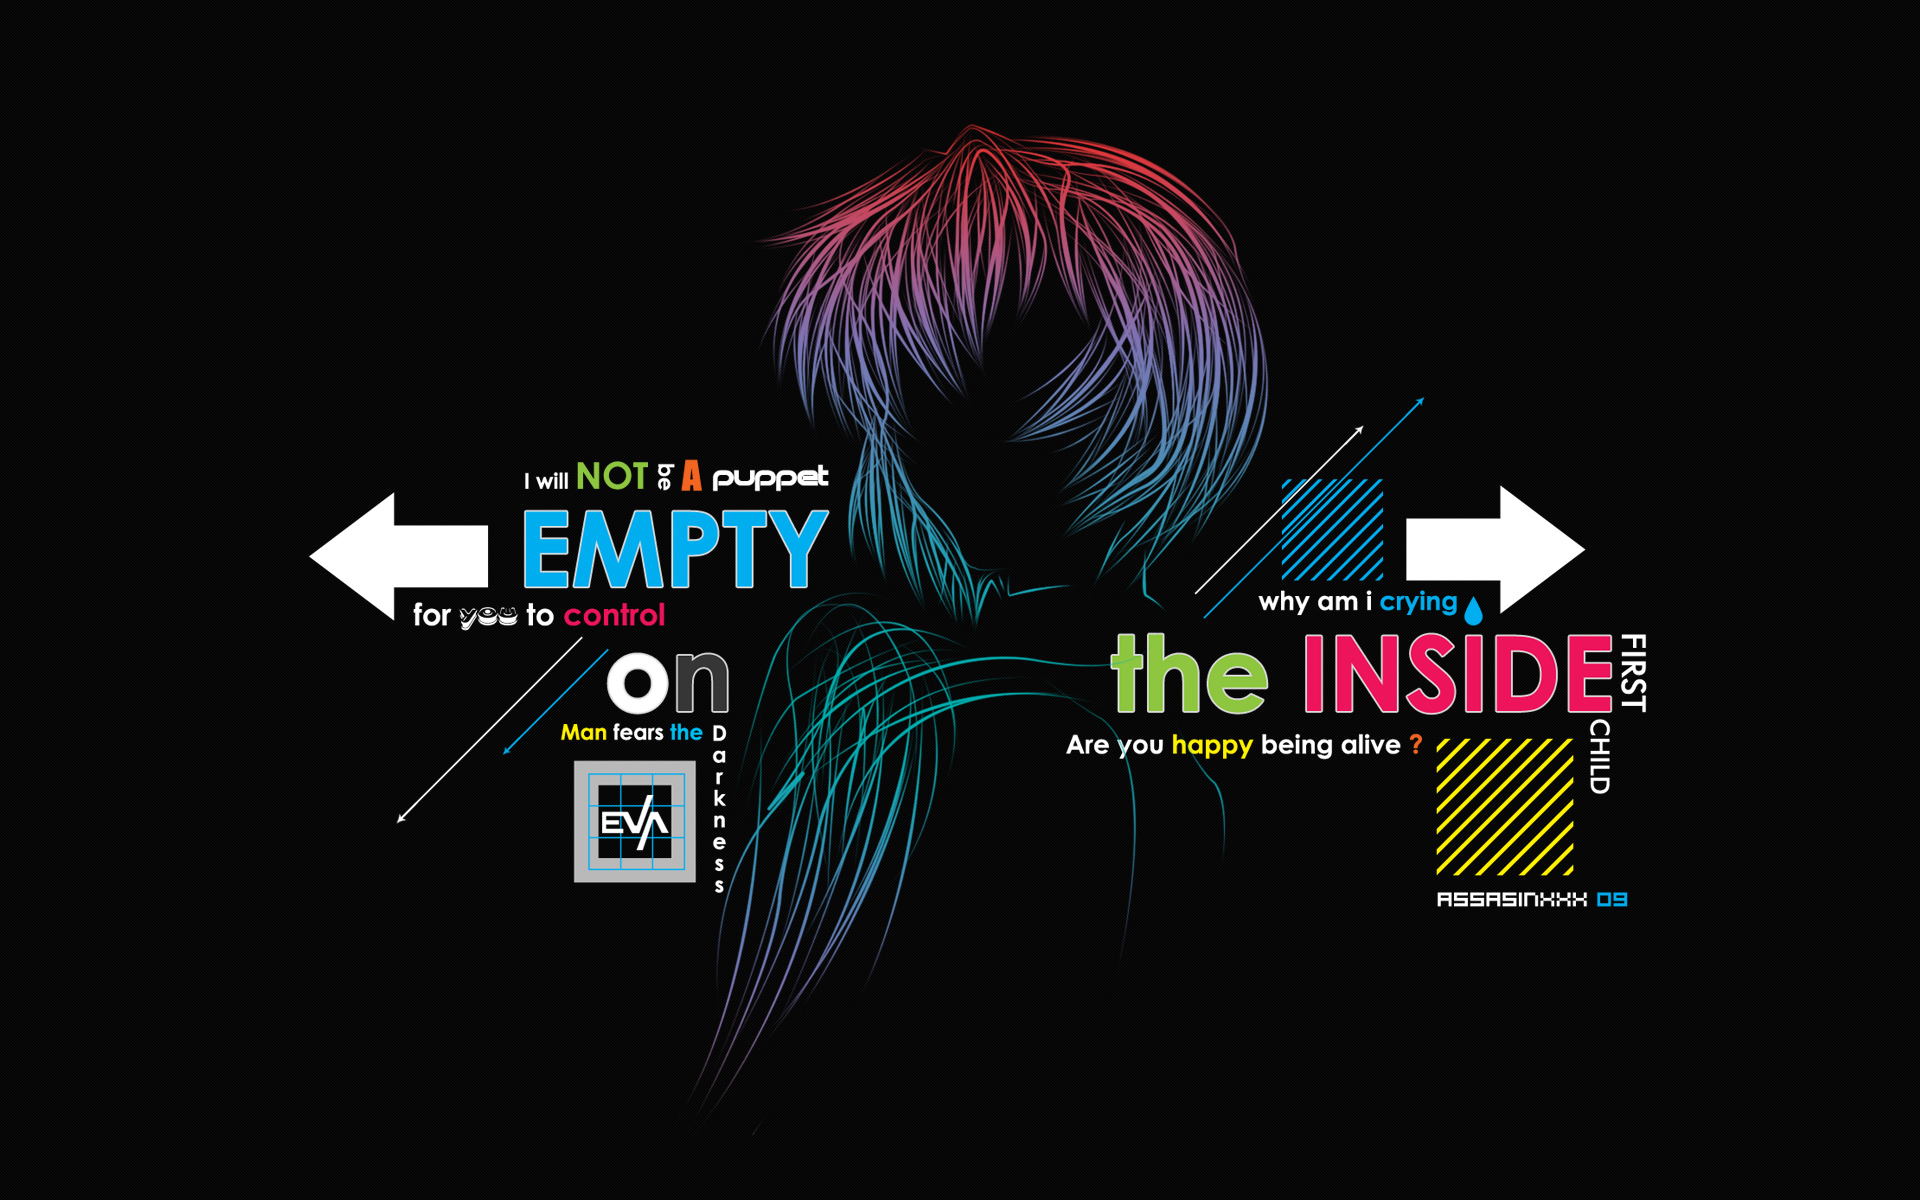 I will NOT be A puppet
EMPTY
for you to control
on
Man fears the Darkness
EVA
why am i crying
the INSIDE
FIRST
CHILD
Are you happy being alive ?
ASSASINXXX 09